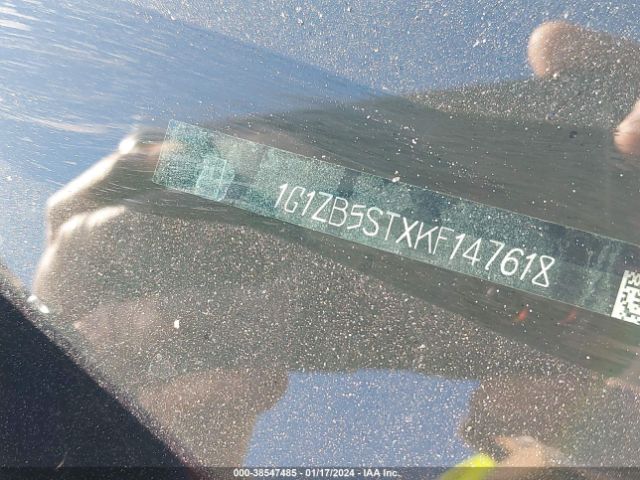 1G1ZB5STXKF147618
000-38547485 - 01/17/2024 - IAA Inc.